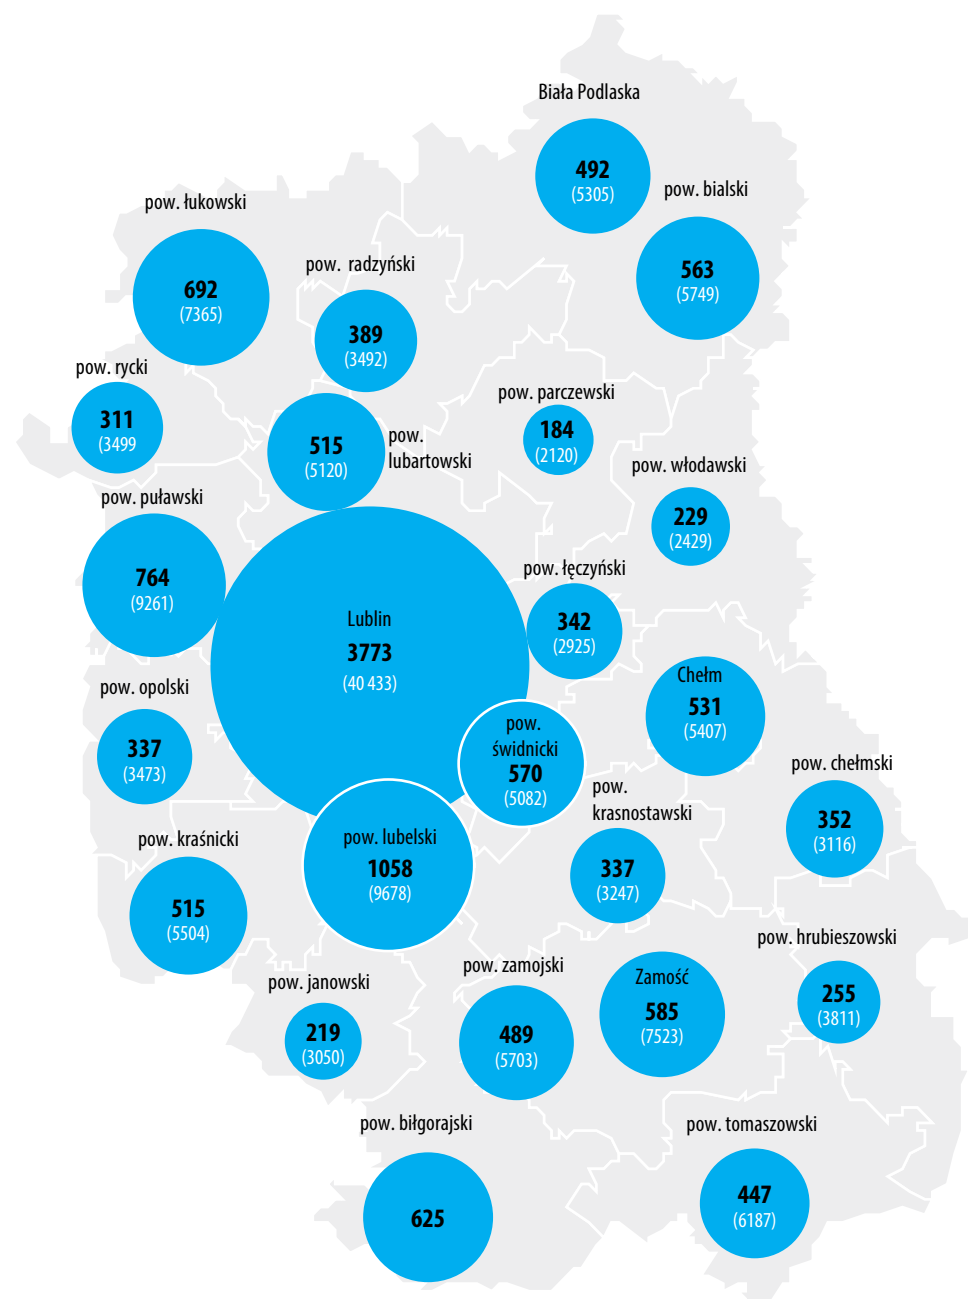 Biała Podlaska
492
(5305)
pow. bialski
563
(5749)
pow. łukowski
692
(7365)
pow. radzyński
389
(3492)
pow. rycki
311
(3499
pow. parczewski
184
(2120)
515
(5120)
pow.
lubartowski
pow. włodawski
229
(2429)
pow. puławski
764
(9261)
pow. łęczyński
342
(2925)
Lublin
3773
(40 433)
Chełm
531
(5407)
pow. opolski
337
(3473)
pow.
świdnicki
570
(5082)
pow. chełmski
352
(3116)
pow.
krasnostawski
337
(3247)
pow. lubelski
1058
(9678)
pow. kraśnicki
515
(5504)
pow. hrubieszowski
255
(3811)
pow. zamojski
489
(5703)
Zamość
585
(7523)
pow. janowski
219
(3050)
pow. biłgorajski
625
pow. tomaszowski
447
(6187)